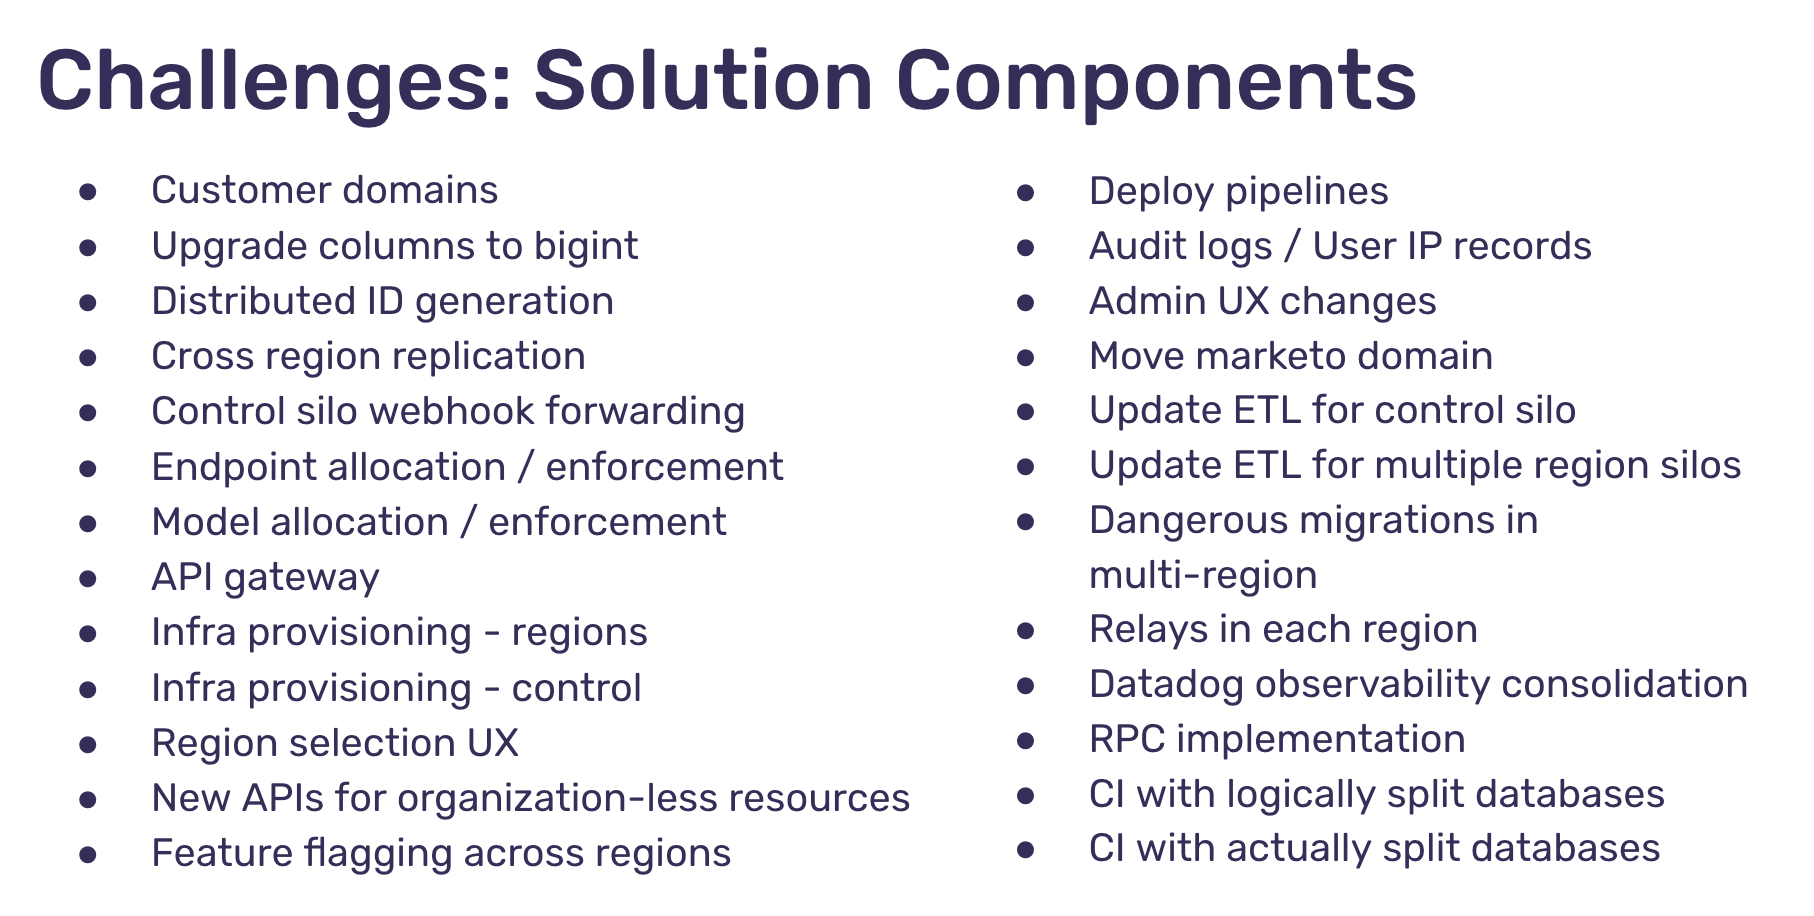 Challenges: Solution Components
● Customer domains
● Upgrade columns to bigint
● Distributed ID generation
● Cross region replication
● Control silo webhook forwarding
● Endpoint allocation / enforcement
● Model allocation / enforcement
● API gateway
● Infra provisioning - regions
● Infra provisioning - control
● Region selection UX
● New APIs for organization-less resources
● Feature flagging across regions
● Deploy pipelines
● Audit logs / User IP records
● Admin UX changes
● Move marketo domain
● Update ETL for control silo
● Update ETL for multiple region silos
● Dangerous migrations in
multi-region
● Relays in each region
● Datadog observability consolidation
● RPC implementation
● CI with logically split databases
● CI with actually split databases